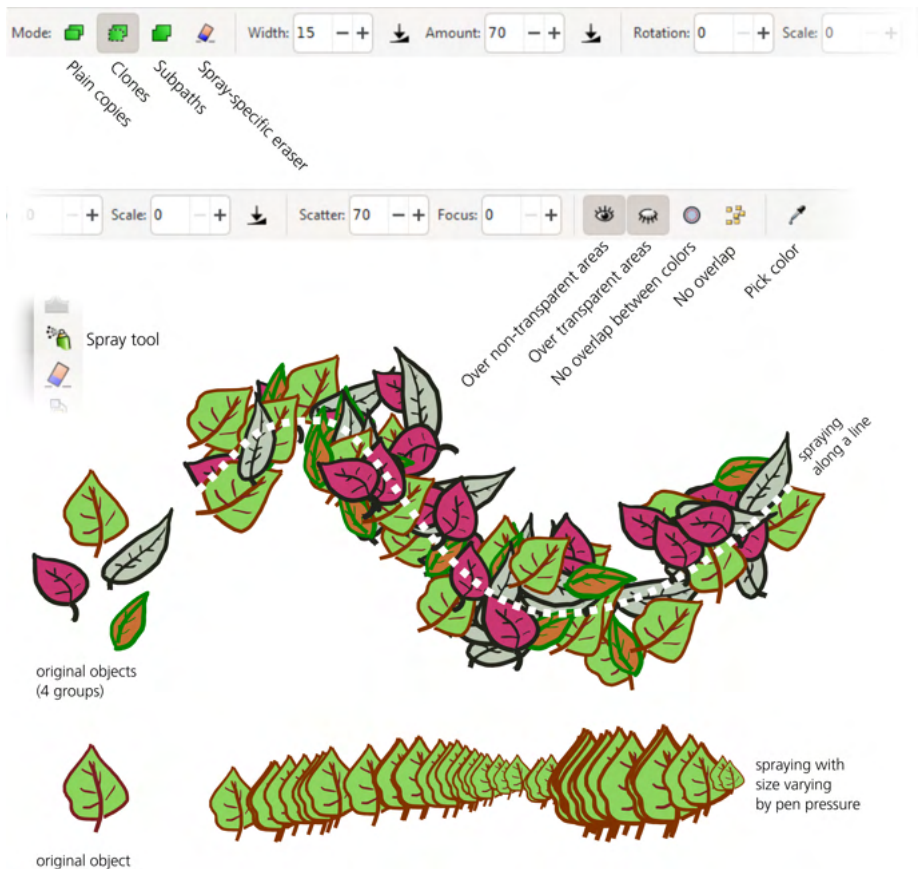 Mode: Width: 15 Amount: 70 Rotation: 0 Scale: 0
Plain copies
Clones
Subpaths
Spray-specific eraser
0 Scale: 0 Scatter: 70 Focus: 0
Over non-transparent areas
Over transparent areas
No overlap between colors
No overlap
Pick color
Spray tool
spraying
along a line
original objects
(4 groups)
spraying with
size varying
by pen pressure
original object